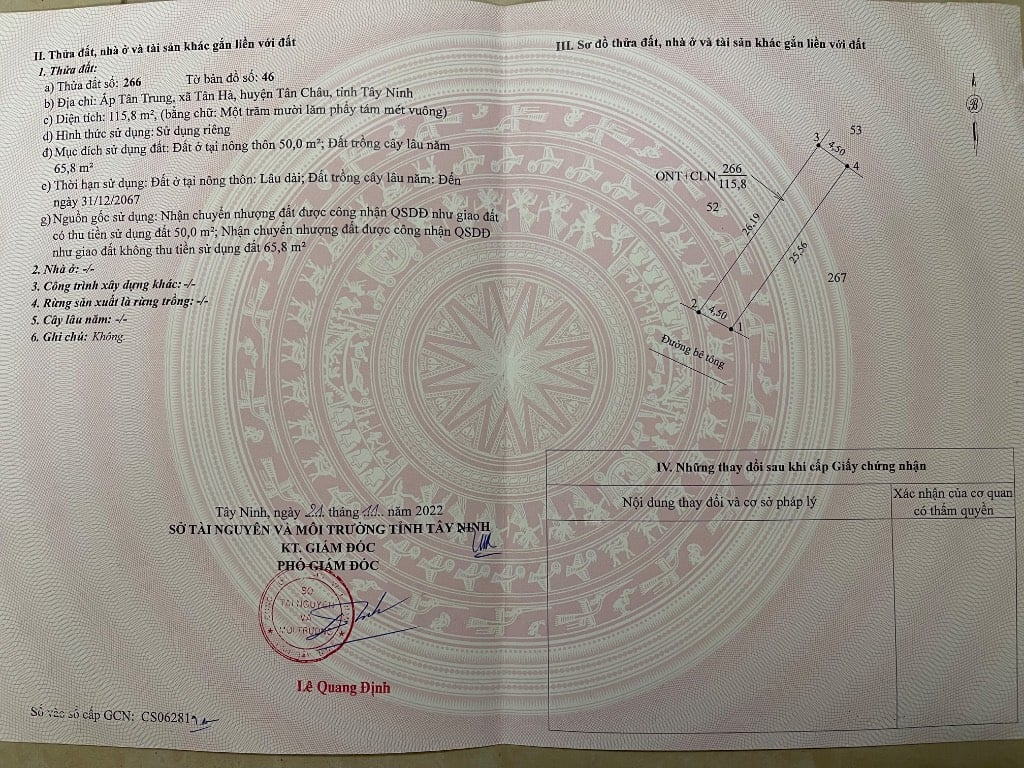 II. Thửa đất, nhà ở và tài sản khác gắn liền với đất
1. Thửa đất:
a) Thửa đất số: 266 Tờ bản đồ số: 46
b) Địa chỉ: Ấp Tân Trung, xã Tân Hà, huyện Tân Châu, tỉnh Tây Ninh
c) Diện tích: 115,8 m², (bằng chữ: Một trăm mười lăm phẩy tám mét vuông)
d) Hình thức sử dụng: Sử dụng riêng
đ) Mục đích sử dụng đất: Đất ở tại nông thôn 50,0 m²; Đất trồng cây lâu năm
65,8 m²
e) Thời hạn sử dụng: Đất ở tại nông thôn: Lâu dài; Đất trồng cây lâu năm: Đến
ngày 31/12/2067
g) Nguồn gốc sử dụng: Nhận chuyển nhượng đất được công nhận QSDĐ như giao đất
có thu tiền sử dụng đất 50,0 m²; Nhận chuyển nhượng đất được công nhận QSDĐ
như giao đất không thu tiền sử dụng đất 65,8 m²
2. Nhà ở: -/-
3. Công trình xây dựng khác: -/-
4. Rừng sản xuất là rừng trồng: -/-
5. Cây lâu năm: -/-
6. Ghi chú: Không.
Tây Ninh, ngày 21 tháng 11 năm 2022
SỞ TÀI NGUYÊN VÀ MÔI TRƯỜNG TỈNH TÂY NINH
KT. GIÁM ĐỐC
PHÓ GIÁM ĐỐC
SỞ
TÀI NGUYÊN
VÀ
MÔI TRƯỜNG
Lê Quang Định
Số vào sổ cấp GCN: CS06281
III. Sơ đồ thửa đất, nhà ở và tài sản khác gắn liền với đất
B
3
4,50
53
4
ONT+CLN 266
115,8
52
26,19
25,56
267
2
4,50
1
Đường bê tông
IV. Những thay đổi sau khi cấp Giấy chứng nhận
Nội dung thay đổi và cơ sở pháp lý
Xác nhận của cơ quan
có thẩm quyền